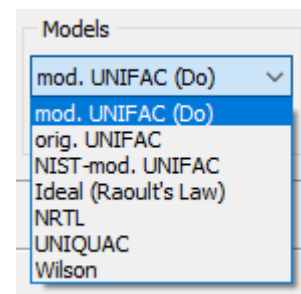 Models
mod. UNIFAC (Do)
mod. UNIFAC (Do)
orig. UNIFAC
NIST-mod. UNIFAC
Ideal (Raoult's Law)
NRTL
UNIQUAC
Wilson